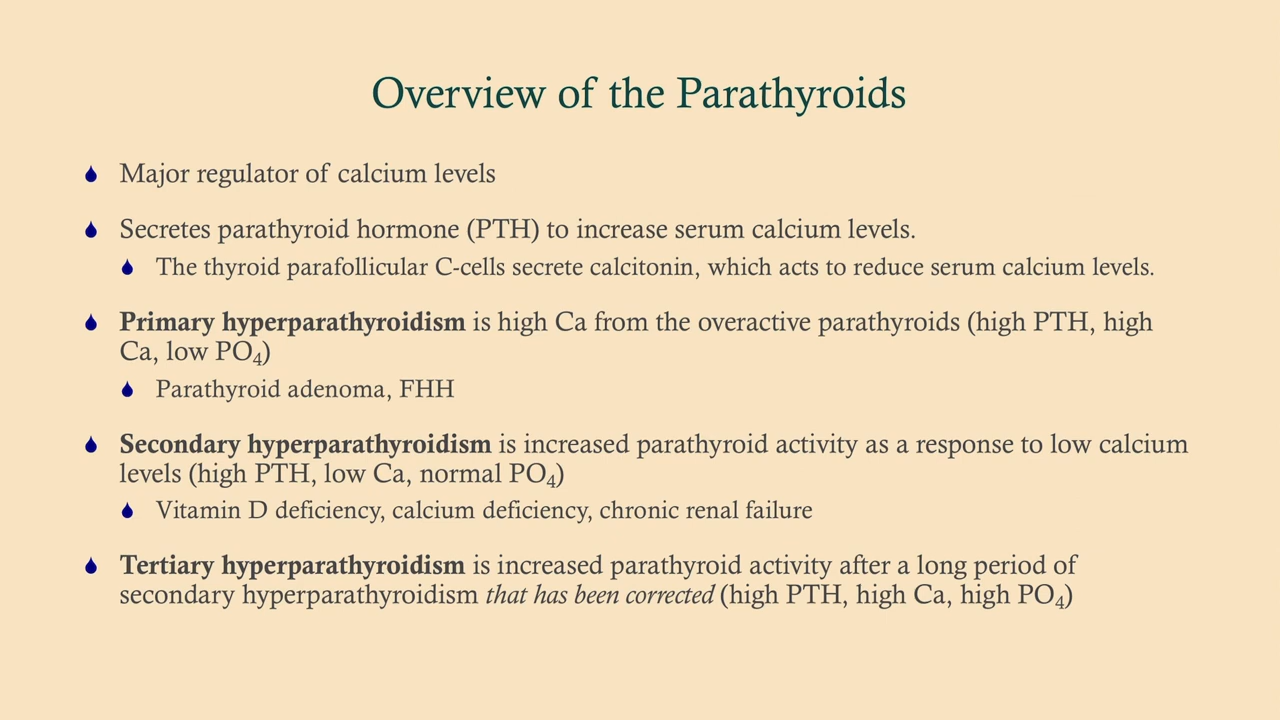 Overview of the Parathyroids
Major regulator of calcium levels
Secretes parathyroid hormone (PTH) to increase serum calcium levels.
The thyroid parafollicular C-cells secrete calcitonin, which acts to reduce serum calcium levels.
Primary hyperparathyroidism is high Ca from the overactive parathyroids (high PTH, high
Ca, low PO4)
Parathyroid adenoma, FHH
Secondary hyperparathyroidism is increased parathyroid activity as a response to low calcium
levels (high PTH, low Ca, normal PO4)
Vitamin D deficiency, calcium deficiency, chronic renal failure
Tertiary hyperparathyroidism is increased parathyroid activity after a long period of
secondary hyperparathyroidism that has been corrected (high PTH, high Ca, high PO4)